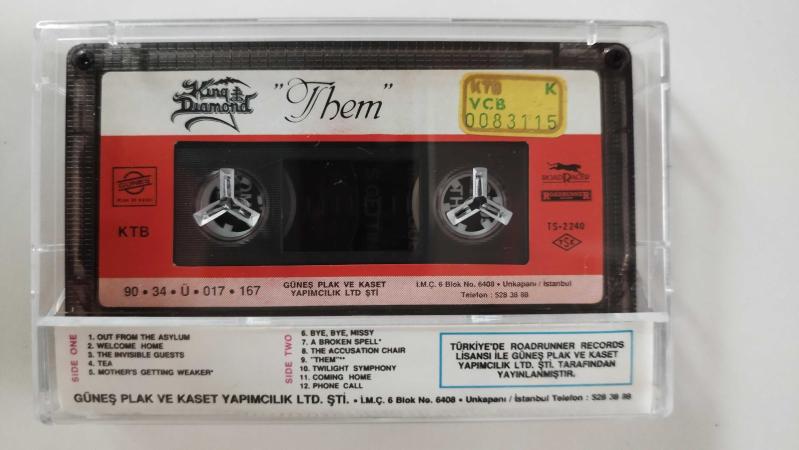 King Diamond
"Them"
KTB K
VCB
0083115
GÜNEŞ
KTB
ROADRACER
ROADRUNNER
TS-2240
TSK
90 • 34 • Ü • 017 • 167
GÜNEŞ PLAK VE KASET
YAPIMCILIK LTD ŞTİ
İ.M.Ç. 6 Blok No. 6408 • Unkapanı / İstanbul
Telefon : 528 38 88
SIDE ONE
1. OUT FROM THE ASYLUM
2. WELCOME HOME
3. THE INVISIBLE GUESTS
4. TEA
5. MOTHER'S GETTING WEAKER*
SIDE TWO
6. BYE, BYE, MISSY
7. A BROKEN SPELL*
8. THE ACCUSATION CHAIR
9. "THEM"**
10. TWILIGHT SYMPHONY
11. COMING HOME
12. PHONE CALL
TÜRKİYE'DE ROADRUNNER RECORDS
LİSANSI İLE GÜNEŞ PLAK VE KASET
YAPIMCILIK LTD. ŞTİ. TARAFINDAN
YAYINLANMIŞTIR.
GÜNEŞ PLAK VE KASET YAPIMCILIK LTD. ŞTİ. • İ.M.Ç. 6 Blok No. 6408 • Unkapanı / İstanbul Telefon : 528 38 88